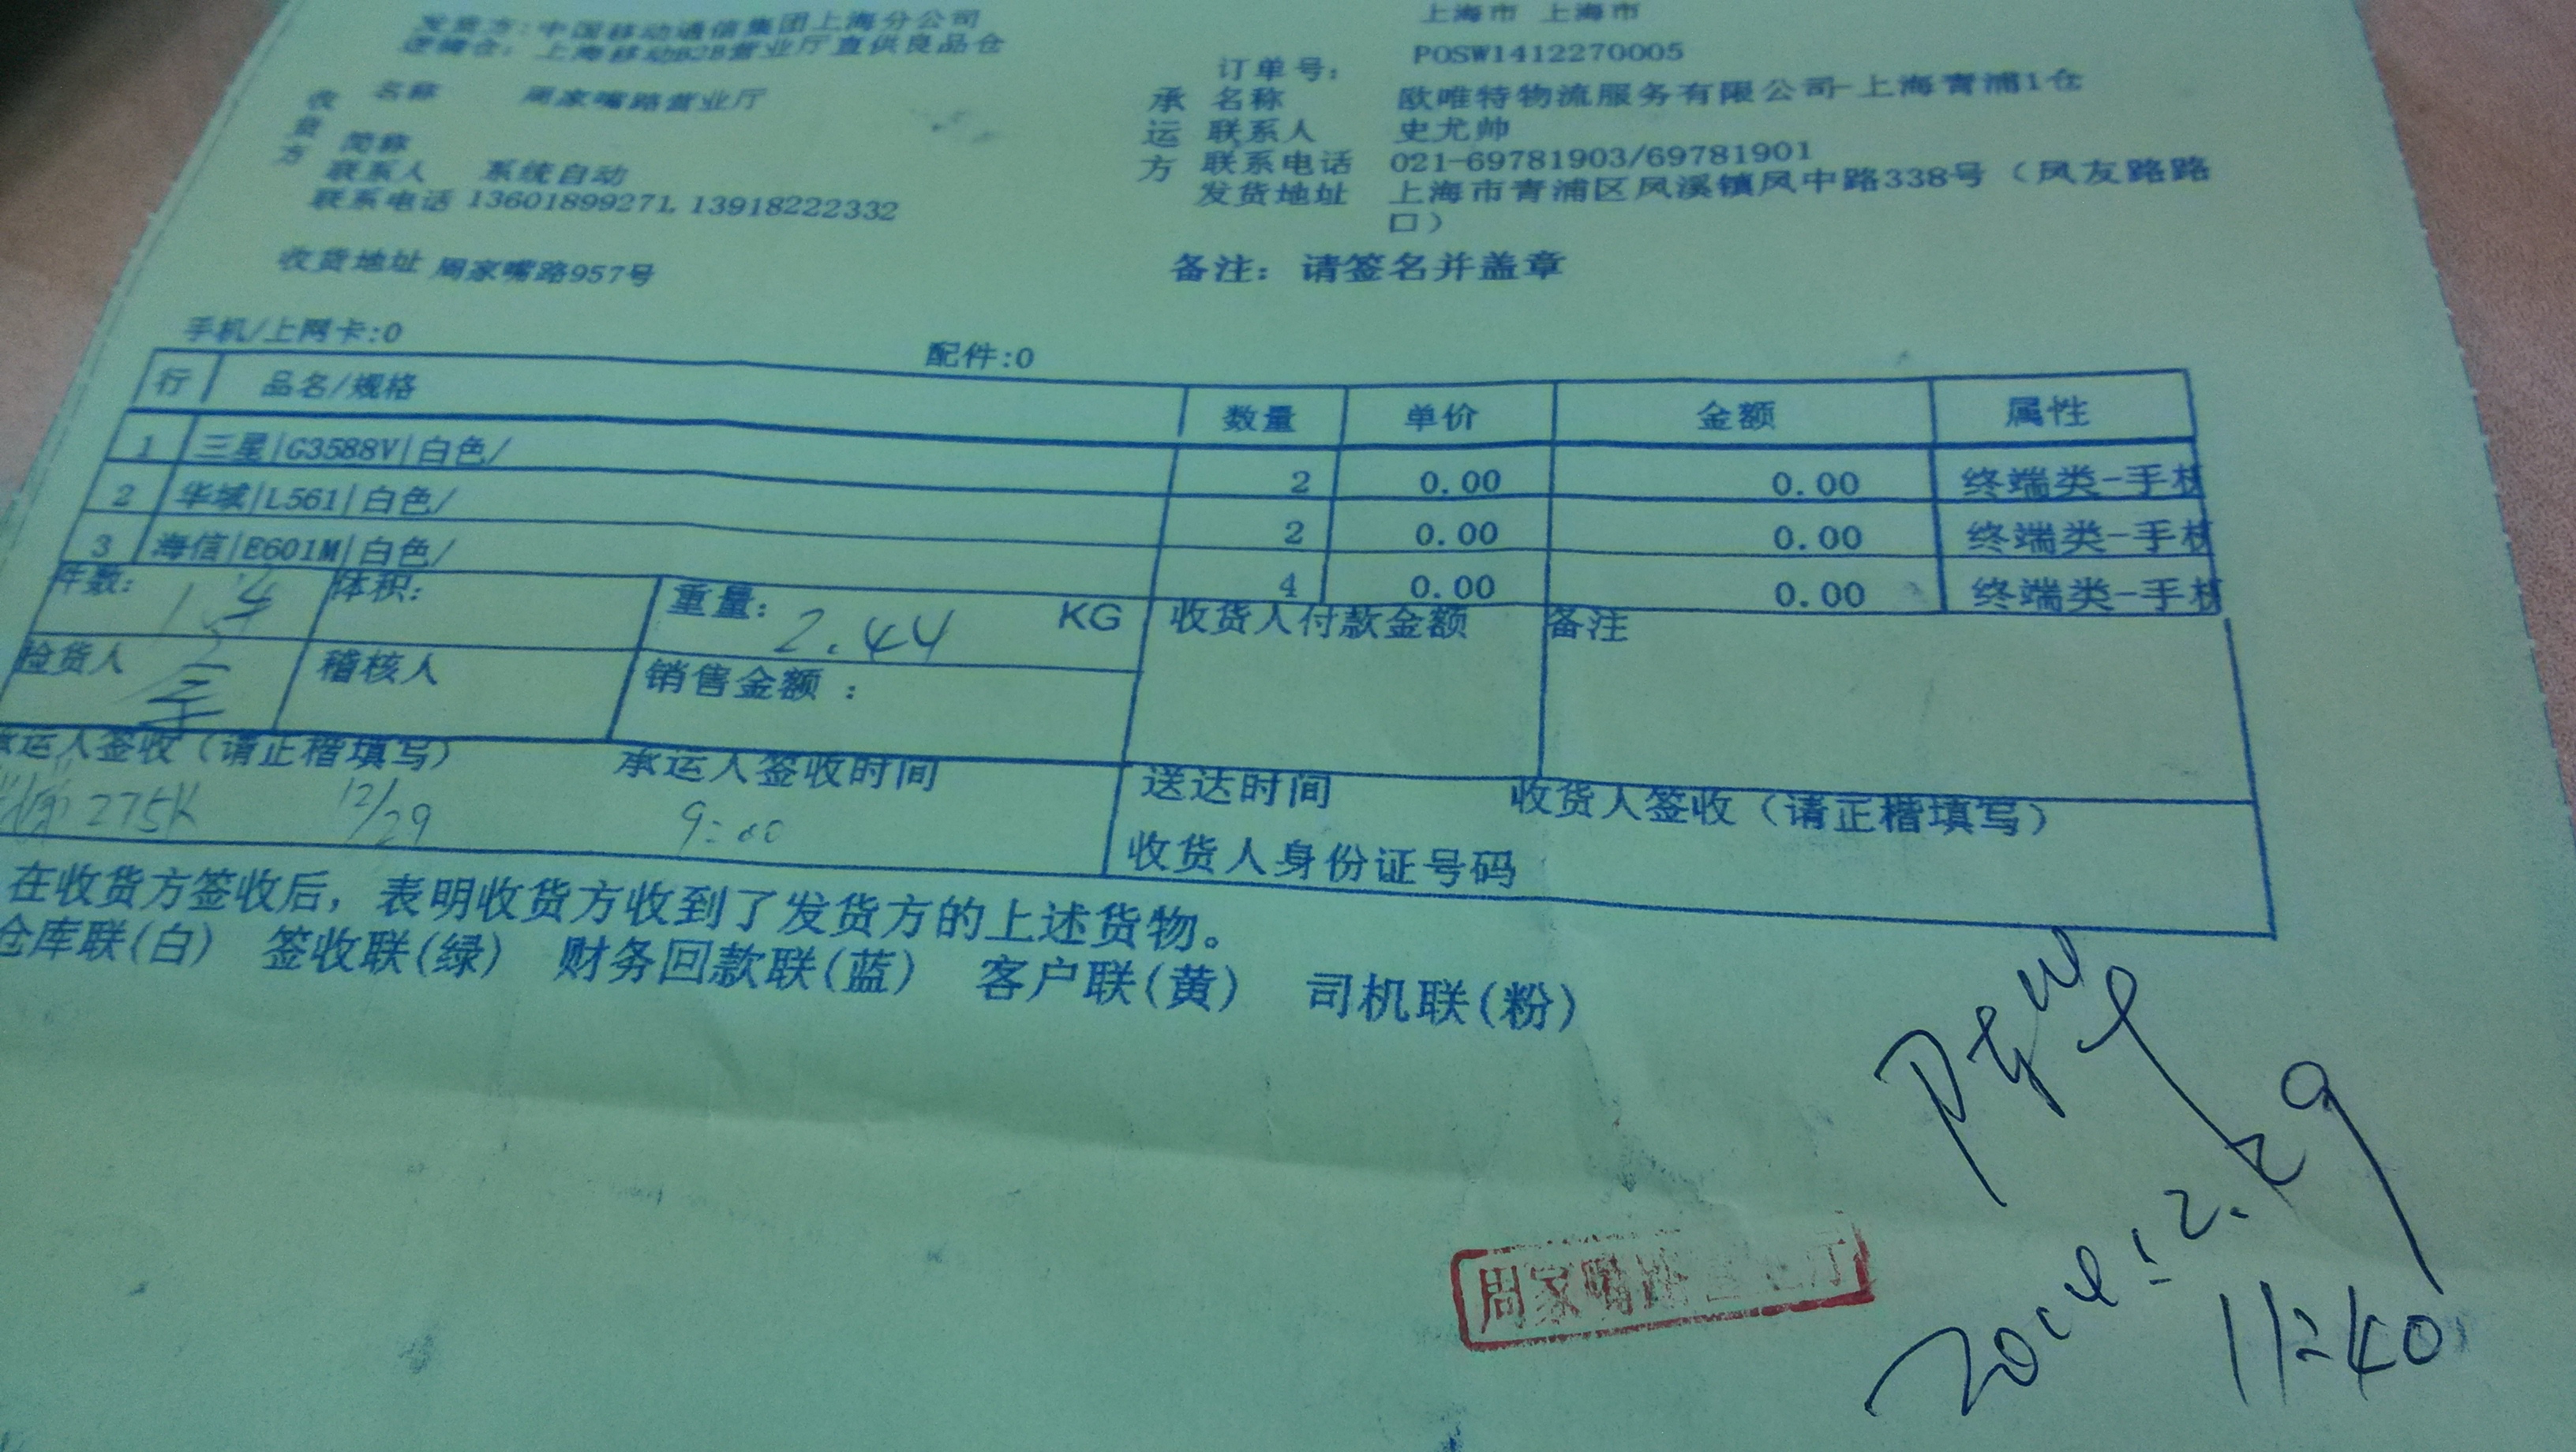 上海市 上海市
发货方: 中国移动通信集团上海分公司
逻辑仓: 上海移动B2B营业厅直供良品仓
订单号: POSW1412270005
收货方 名称 周家嘴路营业厅
简称
联系人 系统自动
联系电话 13601899271, 13918222332
收货地址 周家嘴路957号
承运方 名称 欧唯特物流服务有限公司-上海青浦1仓
联系人 史尤帅
联系电话 021-69781903/69781901
发货地址 上海市青浦区凤溪镇凤中路338号（凤友路路
口）
备注: 请签名并盖章
手机/上网卡:0 配件:0
行 品名/规格 数量 单价 金额 属性
1 三星|G3588V|白色/ 2 0.00 0.00 终端类-手
2 华域|L561|白色/ 2 0.00 0.00 终端类-手
3 海信|E601M|白色/ 4 0.00 0.00 终端类-手
件数: 体积: 重量: 2.44 KG 收货人付款金额 备注
检货人 稽核人 销售金额：
承运人签收（请正楷填写） 承运人签收时间 送达时间 收货人签收（请正楷填写）
275K 12/29 9:00
收货人身份证号码
在收货方签收后，表明收货方收到了发货方的上述货物。
仓库联(白) 签收联(绿) 财务回款联(蓝) 客户联(黄) 司机联(粉)
周家嘴路营业厅
2014.12.29
11:40